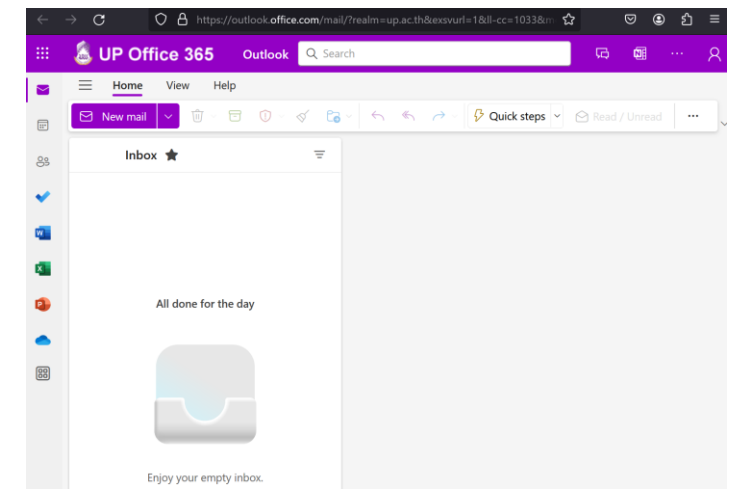 https://outlook.office.com/mail/?realm=up.ac.th&exsvurl=1&ll-cc=1033&m
UP Office 365 Outlook Search
Home View Help
New mail Quick steps Read / Unread
Inbox
All done for the day
Enjoy your empty inbox.